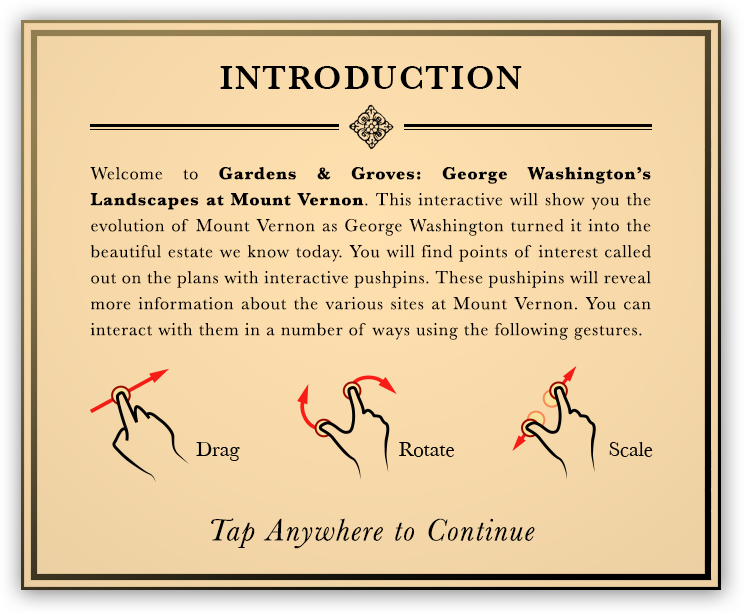 INTRODUCTION
Welcome to Gardens & Groves: George Washington's
Landscapes at Mount Vernon. This interactive will show you the
evolution of Mount Vernon as George Washington turned it into the
beautiful estate we know today. You will find points of interest called
out on the plans with interactive pushpins. These pushipins will reveal
more information about the various sites at Mount Vernon. You can
interact with them in a number of ways using the following gestures.
Drag
Rotate
Scale
Tap Anywhere to Continue